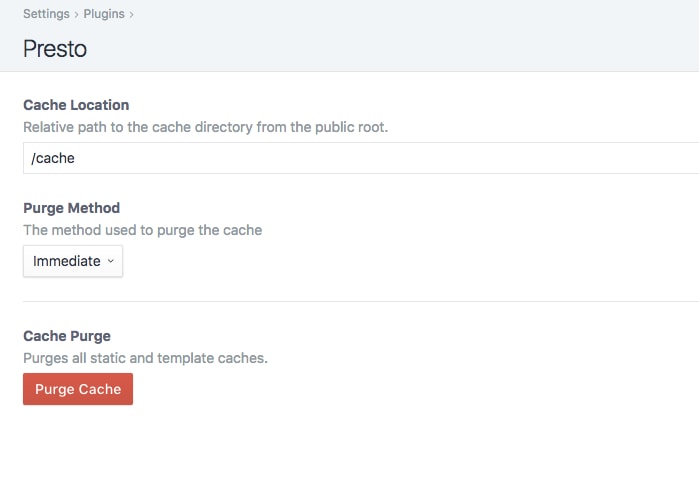 Settings › Plugins ›
Presto
Cache Location
Relative path to the cache directory from the public root.
/cache
Purge Method
The method used to purge the cache
Immediate
Cache Purge
Purges all static and template caches.
Purge Cache